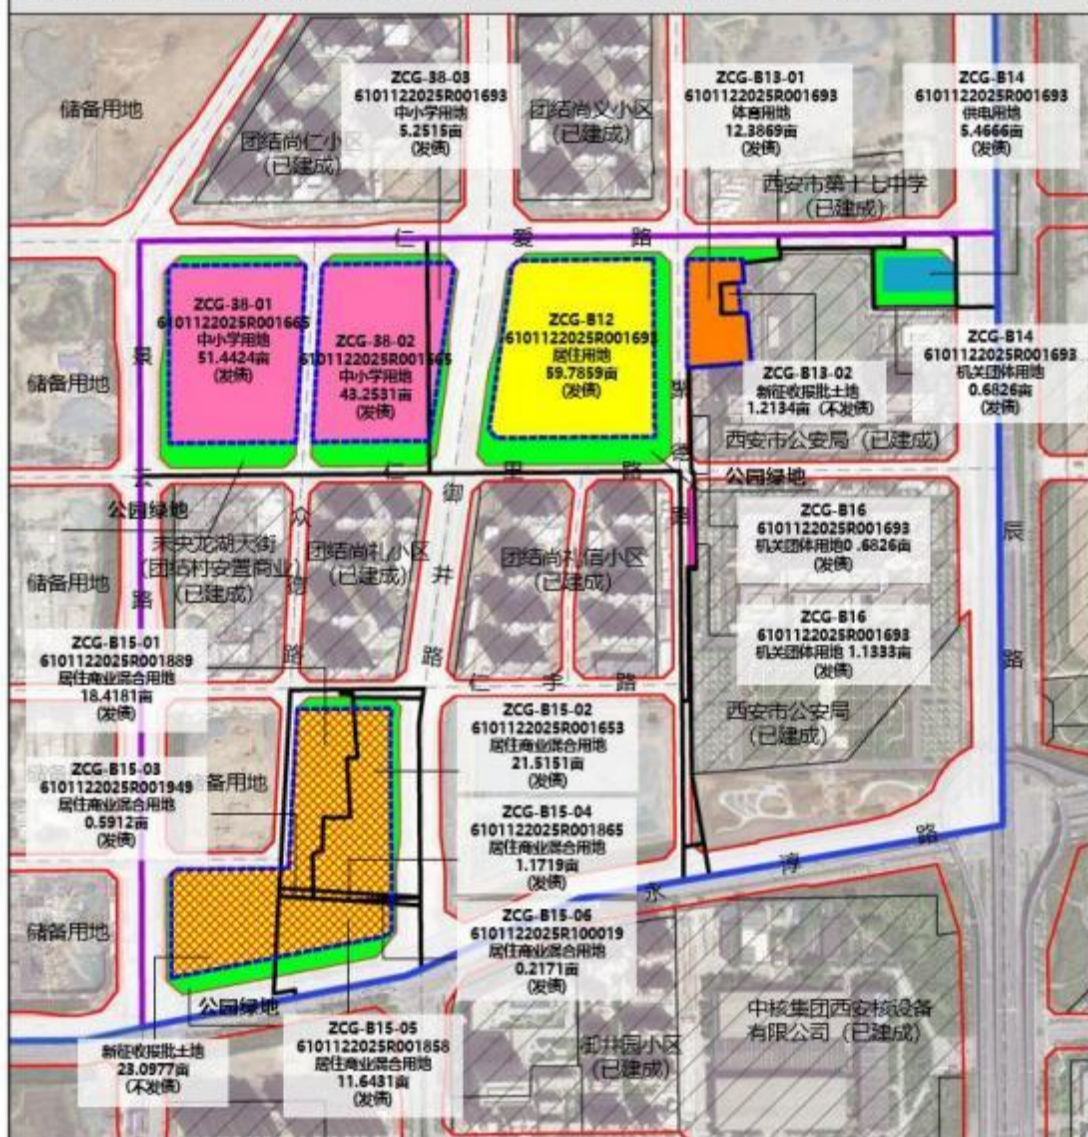 储备用地
团结尚仁小区
（已建成）
ZCG-38-03
6101122025R001693
中小学用地
5.2515亩
（发债）
团结尚义小区
（已建成）
ZCG-B13-01
6101122025R001693
体育用地
12.3869亩
（发债）
ZCG-B14
6101122025R001693
供电用地
5.4666亩
（发债）
西安市第十七中学
（已建成）
仁爱路
ZCG-38-01
6101122025R001665
中小学用地
51.4424亩
（发债）
ZCG-38-02
6101122025R001665
中小学用地
43.2531亩
（发债）
ZCG-B12
6101122025R001693
居住用地
59.7859亩
（发债）
ZCG-B14
6101122025R001693
机关团体用地
0.6826亩
（发债）
ZCG-B13-02
新征收报批土地
1.2134亩（不发债）
储备用地
西安市公安局（已建成）
景云路
仁里路
德路
公园绿地
公园绿地
ZCG-B16
6101122025R001693
机关团体用地0 .6826亩
（发债）
未央龙湖天街
（团结村安置商业）
（已建成）
众德路
团结尚礼小区
（已建成）
御井路
团结尚礼信小区
（已建成）
储备用地
辰路
ZCG-B16
6101122025R001693
机关团体用地 1.1333亩
（发债）
ZCG-B15-01
6101122025R001889
居住商业混合用地
18.4181亩
（发债）
仁孝路
西安市公安局
（已建成）
ZCG-B15-02
6101122025R001653
居住商业混合用地
21.5151亩
（发债）
ZCG-B15-03
6101122025R001949
居住商业混合用地
0.5912亩
（发债）
储备用地
ZCG-B15-04
6101122025R001865
居住商业混合用地
1.1719亩
（发债）
永淳路
储备用地
ZCG-B15-06
6101122025R100019
居住商业混合用地
0.2171亩
（发债）
公园绿地
中核集团西安核设备
有限公司（已建成）
新征收报批土地
23.0977亩
（不发债）
ZCG-B15-05
6101122025R001858
居住商业混合用地
11.6431亩
（发债）
御井园小区
（已建成）